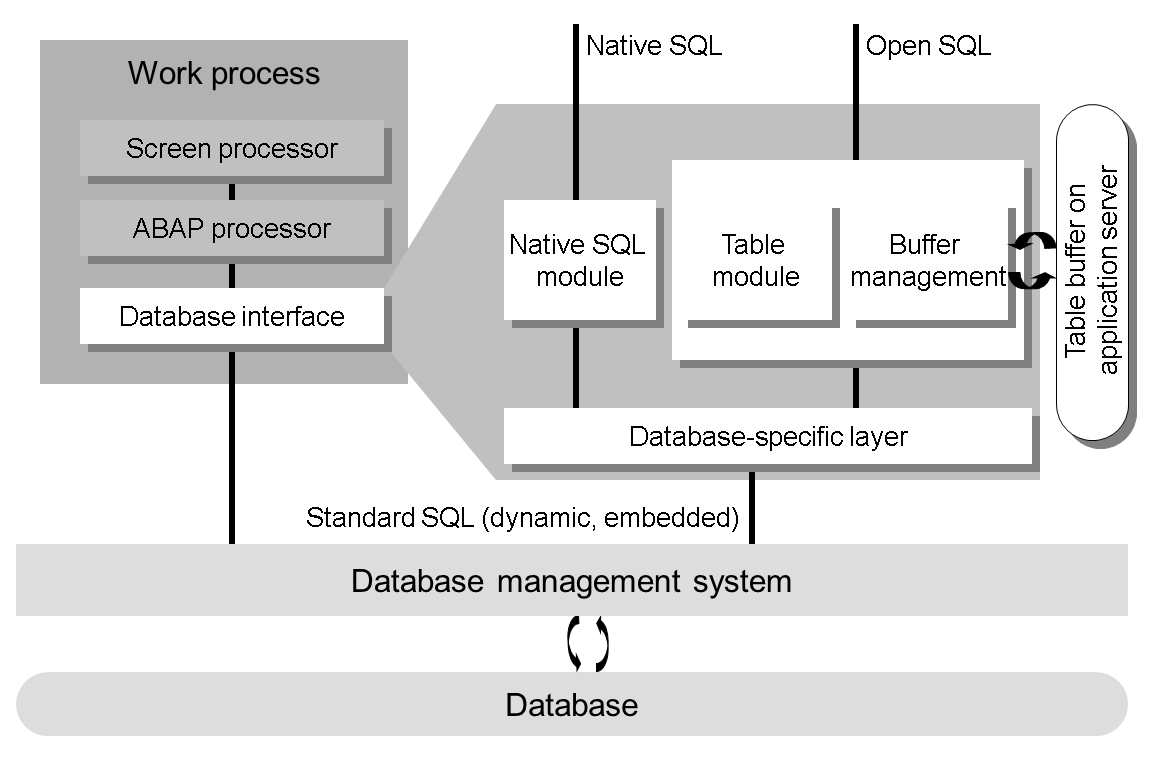 Work process
Screen processor
ABAP processor
Database interface
Native SQL
Open SQL
Native SQL
module
Table
module
Buffer
management
Table buffer on
application server
Database-specific layer
Standard SQL (dynamic, embedded)
Database management system
Database